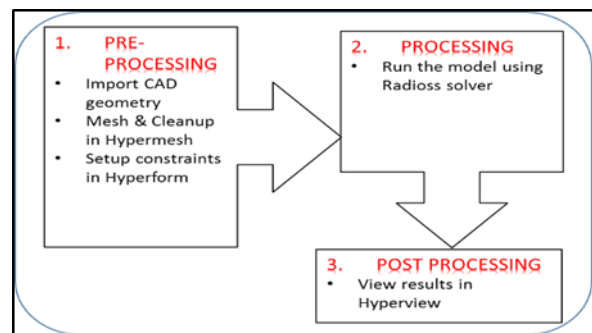 1. PRE-
PROCESSING
• Import CAD
geometry
• Mesh & Cleanup
in Hypermesh
• Setup constraints
in Hyperform
2. PROCESSING
• Run the model using
Radioss solver
3. POST PROCESSING
• View results in
Hyperview